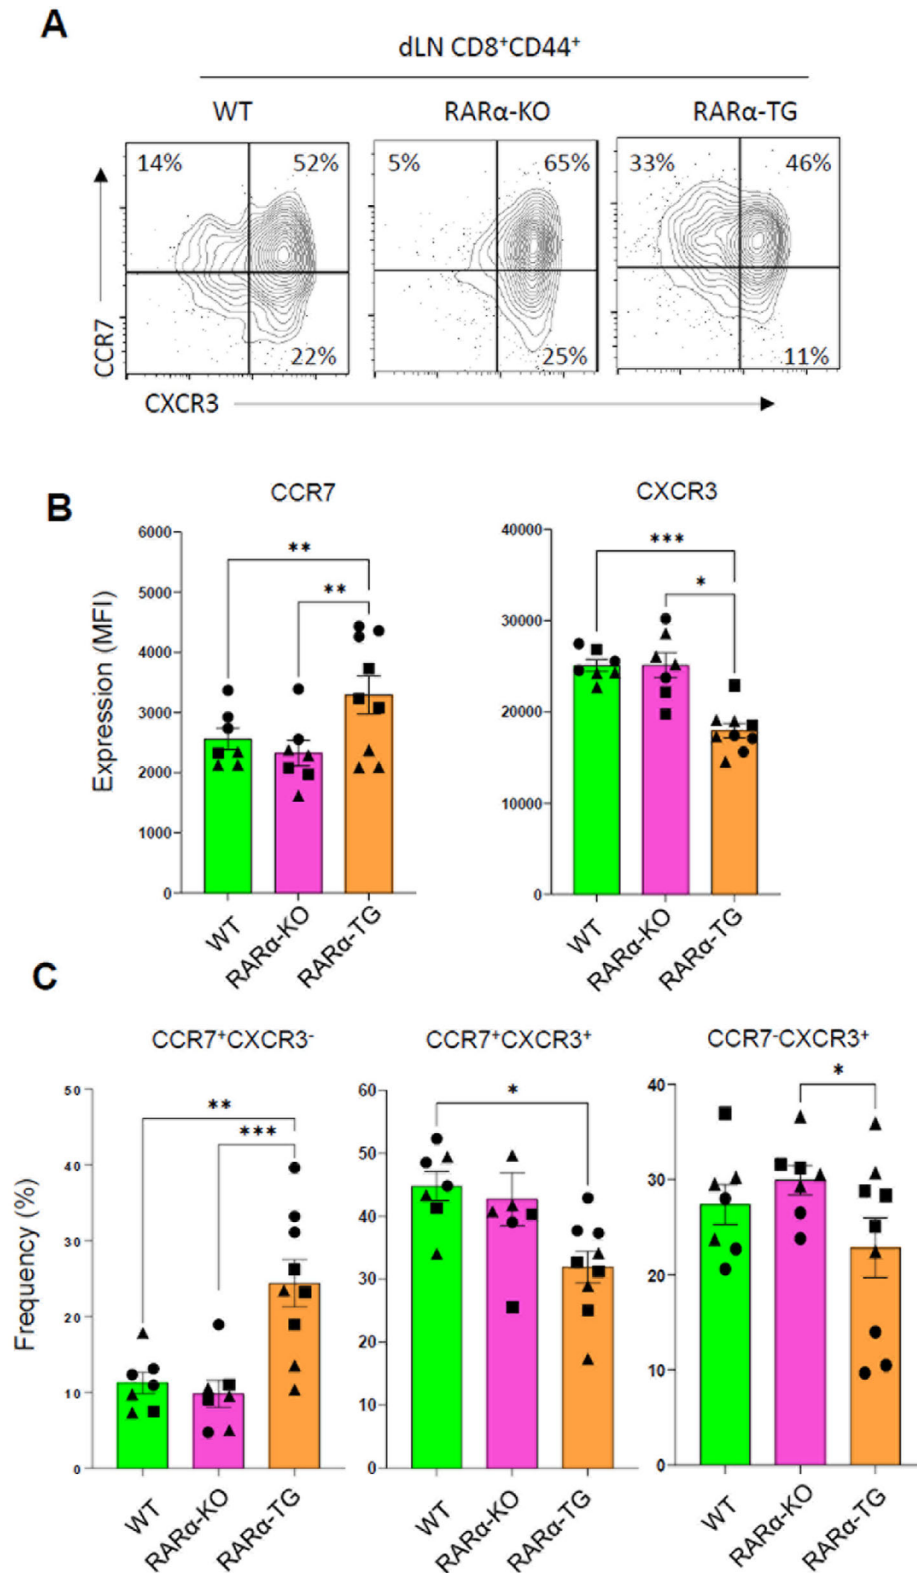 A
dLN CD8⁺CD44⁺
WT RARα-KO RARα-TG
14% 52% 5% 65% 33% 46%
22% 25% 11%
CCR7
CXCR3
B
CCR7 CXCR3
Expression (MFI)
6000
5000
4000
3000
2000
1000
0
** **
WT RARα-KO RARα-TG
40000
30000
20000
10000
0
*** *
WT RARα-KO RARα-TG
C
CCR7⁺CXCR3⁻ CCR7⁺CXCR3⁺ CCR7⁻CXCR3⁺
Frequency (%)
50
40
30
20
10
0
** ***
WT RARα-KO RARα-TG
60
50
40
30
20
10
0
*
WT RARα-KO RARα-TG
40
30
20
10
0
*
WT RARα-KO RARα-TG